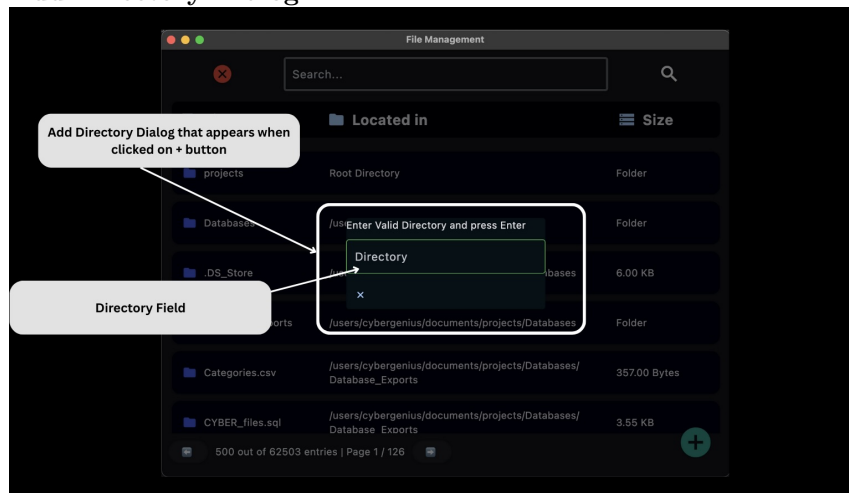 File Management
Search...
Located in
Size
Add Directory Dialog that appears when
clicked on + button
projects
Root Directory
Folder
Databases
Folder
Enter Valid Directory and press Enter
Directory
.DS_Store
6.00 KB
×
Directory Field
/users/cybergenius/documents/projects/Databases
Folder
Categories.csv
/users/cybergenius/documents/projects/Databases/
Database_Exports
357.00 Bytes
CYBER_files.sql
/users/cybergenius/documents/projects/Databases/
Database_Exports
3.55 KB
500 out of 62503 entries | Page 1 / 126